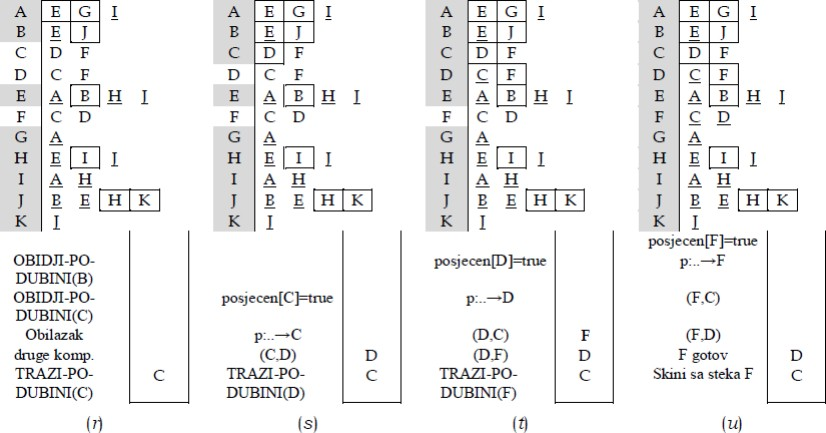 A E G I
B E J
C D F
D C F
E A B H J
F C D
G A
H E I J
I A H
J B E H K
K J
OBIDJI-PO-
DUBINI(B)
OBIDJI-PO-
DUBINI(C)
Obilazak
druge komp.
TRAZI-PO-
DUBINI(C)
C
(r)
A E G I
B E J
C D F
D C F
E A B H J
F C D
G A
H E I J
I A H
J B E H K
K J
posjecen[C]=true
p:..→C
(C,D) D
TRAZI-PO-
DUBINI(D)
C
(s)
A E G I
B E J
C D F
D C F
E A B H J
F C D
G A
H E I J
I A H
J B E H K
K J
posjecen[D]=true
p:..→D
(D,C) F
(D,F) D
TRAZI-PO-
DUBINI(F)
C
(t)
A E G I
B E J
C D F
D C F
E A B H J
F C D
G A
H E I J
I A H
J B E H K
K J
posjecen[F]=true
p:..→F
(F,C)
(F,D)
F gotov D
Skini sa steka F C
(u)